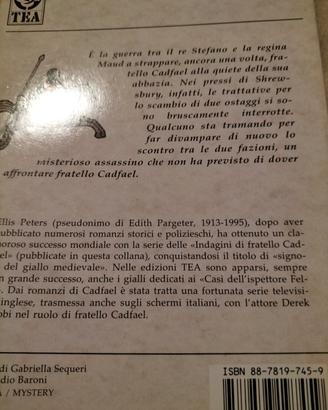 TEA
È la guerra tra il re Stefano e la regina
Maud a strappare, ancora una volta, fra-
tello Cadfael alla quiete della sua
abbazia. Nei pressi di Shrew-
sbury, infatti, le trattative per
lo scambio di due ostaggi si so-
no bruscamente interrotte.
Qualcuno sta tramando per
far divampare di nuovo lo
scontro tra le due fazioni, un
misterioso assassino che non ha previsto di dover
affrontare fratello Cadfael.
Ellis Peters (pseudonimo di Edith Pargeter, 1913-1995), dopo aver
pubblicato numerosi romanzi storici e polizieschi, ha ottenuto un cla-
moroso successo mondiale con la serie delle «Indagini di fratello Cad-
fael» (pubblicate in questa collana), conquistandosi il titolo di «signo-
del giallo medievale». Nelle edizioni TEA sono apparsi, sempre
n grande successo, anche i gialli dedicati ai «Casi dell'ispettore Fel-
». Dai romanzi di Cadfael è stata tratta una fortunata serie televisi-
inglese, trasmessa anche sugli schermi italiani, con l'attore Derek
obi nel ruolo di fratello Cadfael.
di Gabriella Sequeri
dio Baroni
A / MYSTERY
ISBN 88-7819-745-9